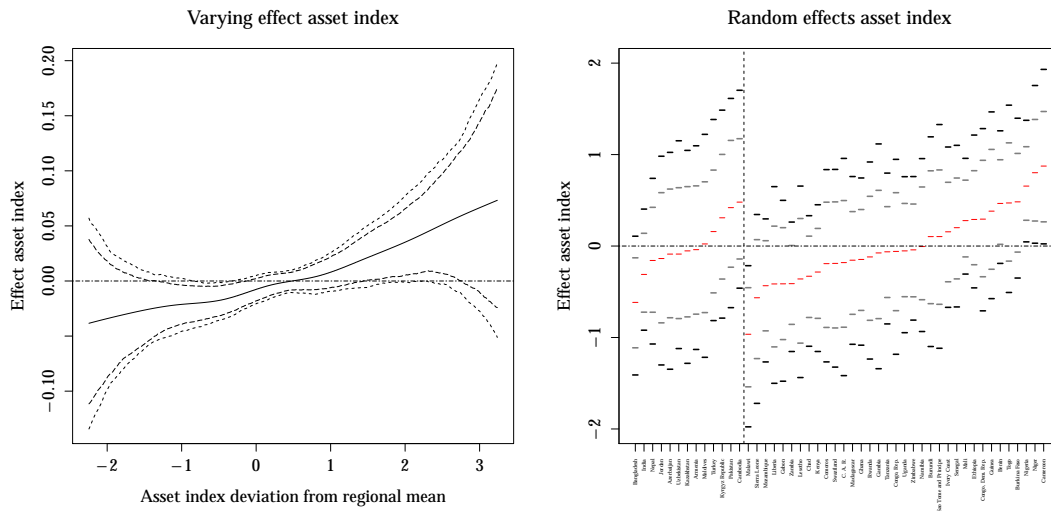 Varying effect asset index
Effect asset index
0.20
0.15
0.10
0.05
0.00
−0.10
−2
−1
0
1
2
3
Asset index deviation from regional mean
Random effects asset index
Effect asset index
2
1
0
−1
−2
Bangladesh
India
Nepal
Jordan
Azerbaijan
Uzbekistan
Kazakhstan
Armenia
Maldives
Turkey
Kyrgyz Republic
Pakistan
Cambodia
Malawi
Sierra Leone
Mozambique
Liberia
Gabon
Zambia
Lesotho
Chad
Kenya
Comoros
Swaziland
C. A. R.
Madagascar
Ghana
Rwanda
Gambia
Tanzania
Congo Rep.
Uganda
Zimbabwe
Namibia
Burundi
Sao Tome and Principe
Ivory Coast
Senegal
Mali
Ethiopia
Congo, Dem. Rep.
Guinea
Benin
Togo
Burkina Faso
Nigeria
Niger
Cameroon